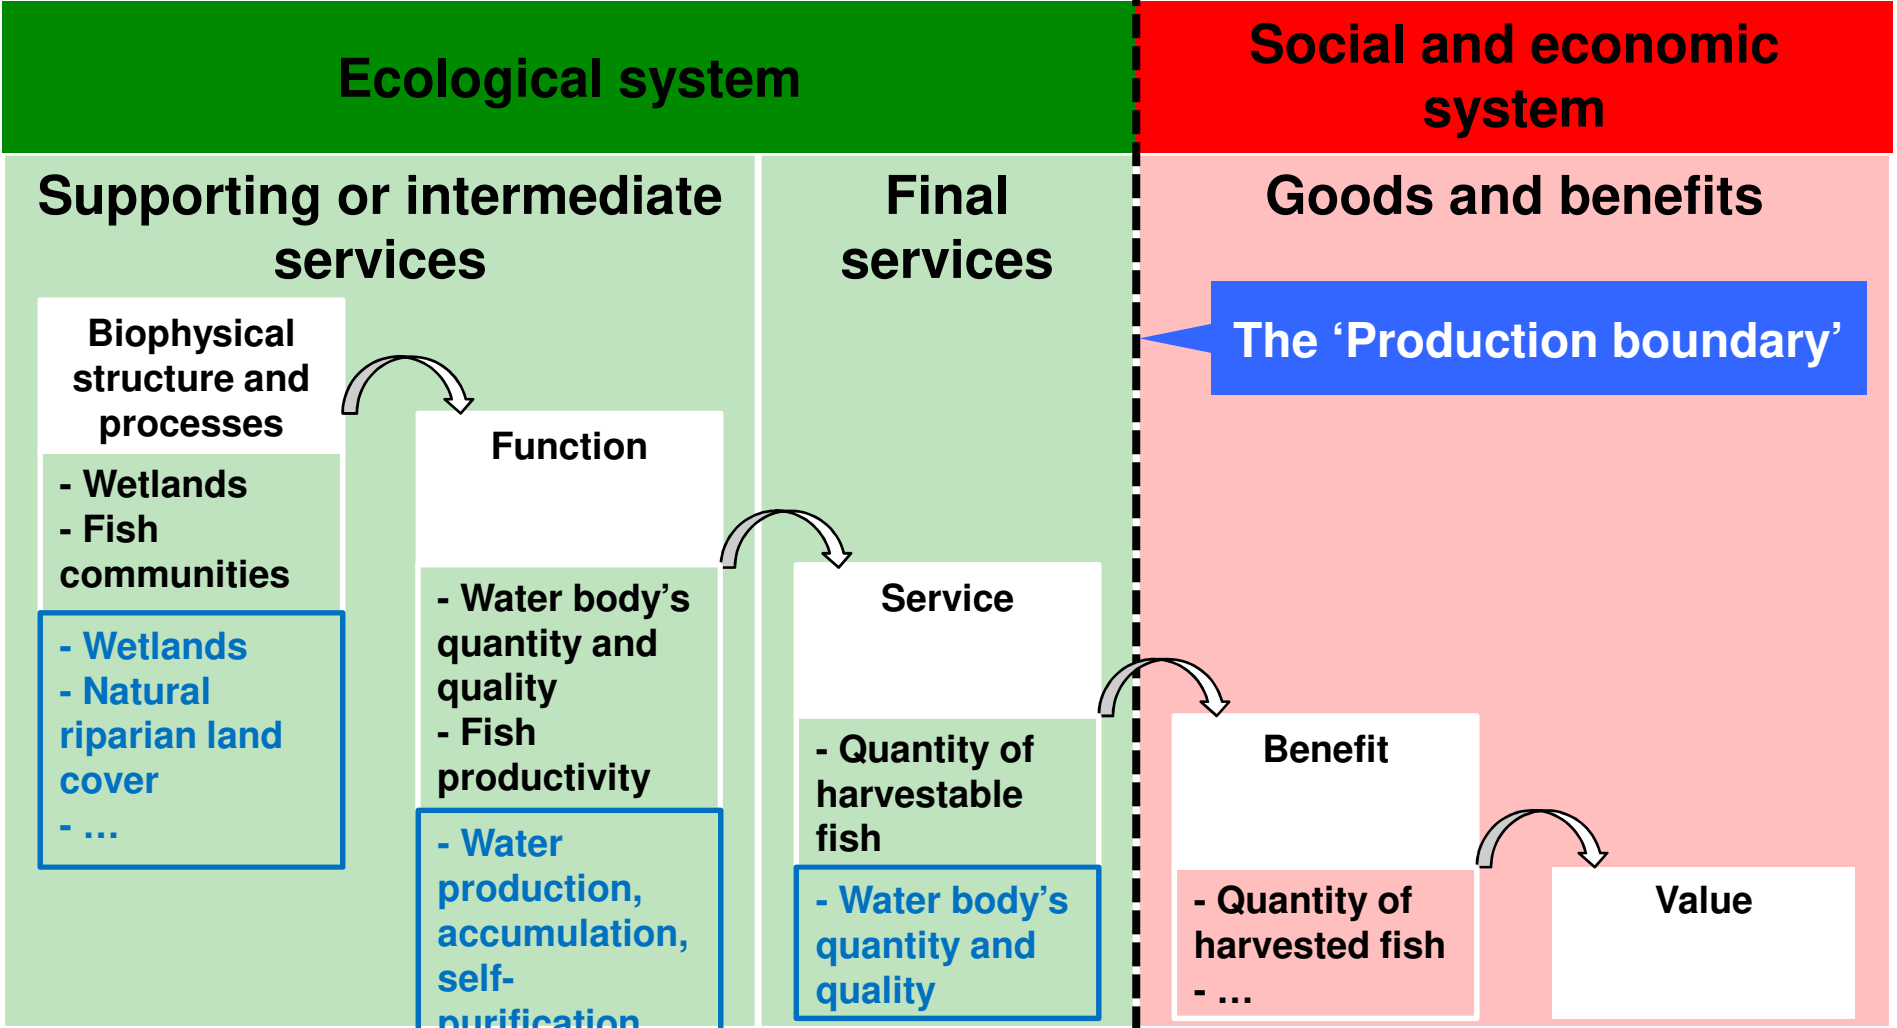 Ecological system
Social and economic
system
Supporting or intermediate
services
Final
services
Goods and benefits
The ‘Production boundary’
Biophysical
structure and
processes
- Wetlands
- Fish
communities
- Wetlands
- Natural
riparian land
cover
- …
Function
- Water body’s
quantity and
quality
- Fish
productivity
- Water
production,
accumulation,
self-
purification
Service
- Quantity of
harvestable
fish
- Water body’s
quantity and
quality
Benefit
- Quantity of
harvested fish
- …
Value